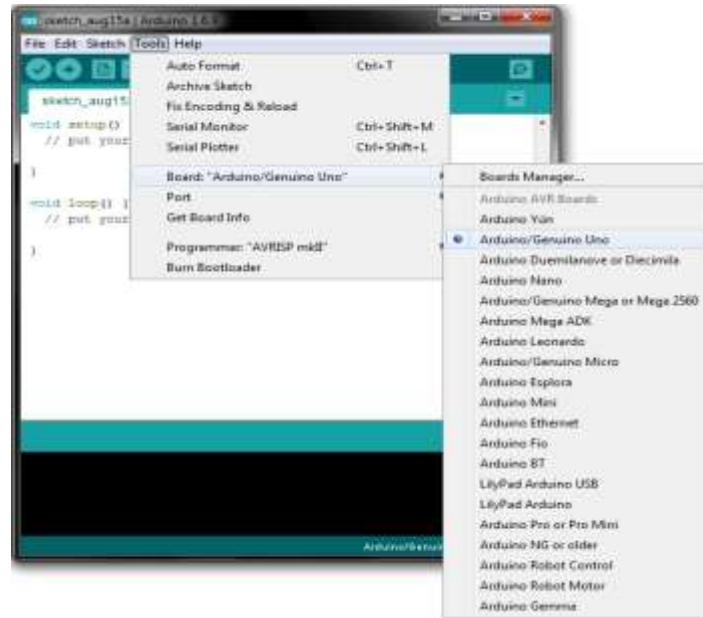 sketch_aug15a | Arduino 1.6.
File Edit Sketch Tools Help
sketch_aug15
void setup()
// put your
}
void loop() {
// put your
}
Auto Format Ctrl+T
Archive Sketch
Fix Encoding & Reload
Serial Monitor Ctrl+Shift+M
Serial Plotter Ctrl+Shift+L
Board: "Arduino/Genuino Uno"
Port
Get Board Info
Programmer: "AVRISP mkII"
Burn Bootloader
Boards Manager...
Arduino AVR Boards
Arduino Yún
Arduino/Genuino Uno
Arduino Duemilanove or Diecimila
Arduino Nano
Arduino/Genuino Mega or Mega 2560
Arduino Mega ADK
Arduino Leonardo
Arduino/Genuino Micro
Arduino Esplora
Arduino Mini
Arduino Ethernet
Arduino Fio
Arduino BT
LilyPad Arduino USB
LilyPad Arduino
Arduino Pro or Pro Mini
Arduino NG or older
Arduino Robot Control
Arduino Robot Motor
Arduino Gemma
Arduino/Genui